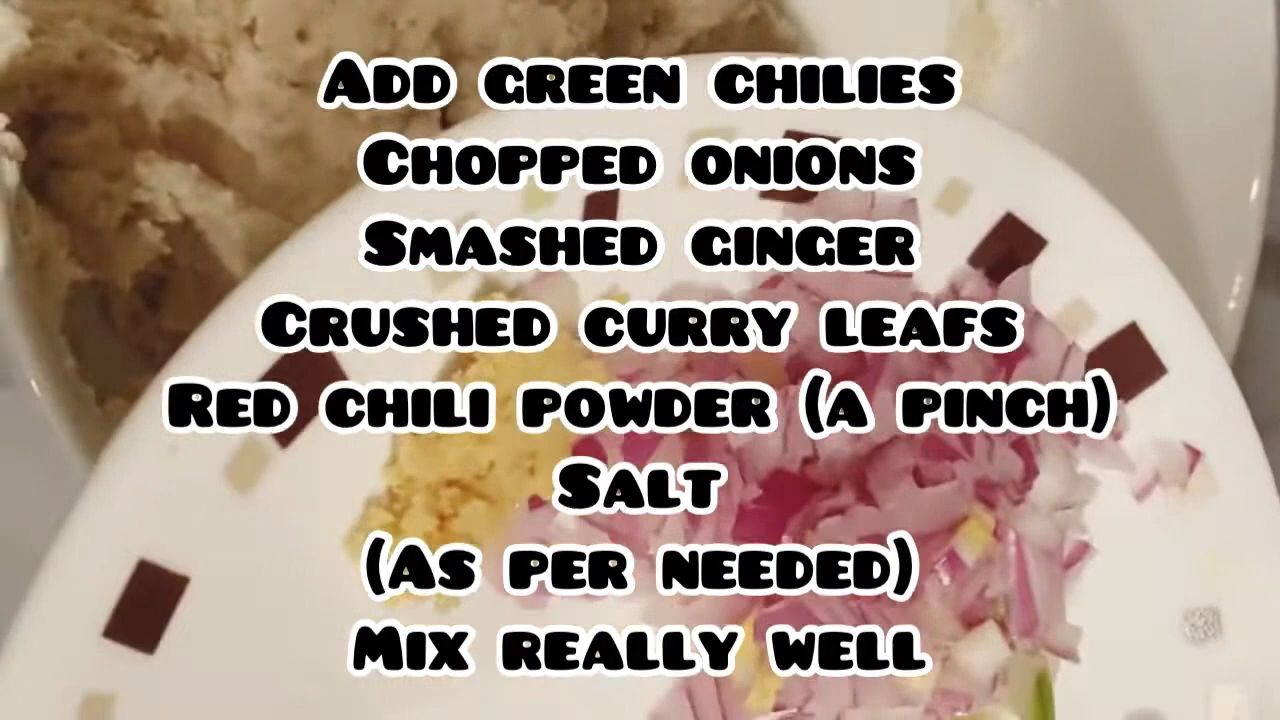 Add green chilies
Chopped onions
Smashed ginger
Crushed curry leafs
Red chili powder (a pinch)
Salt
(As per needed)
Mix really well